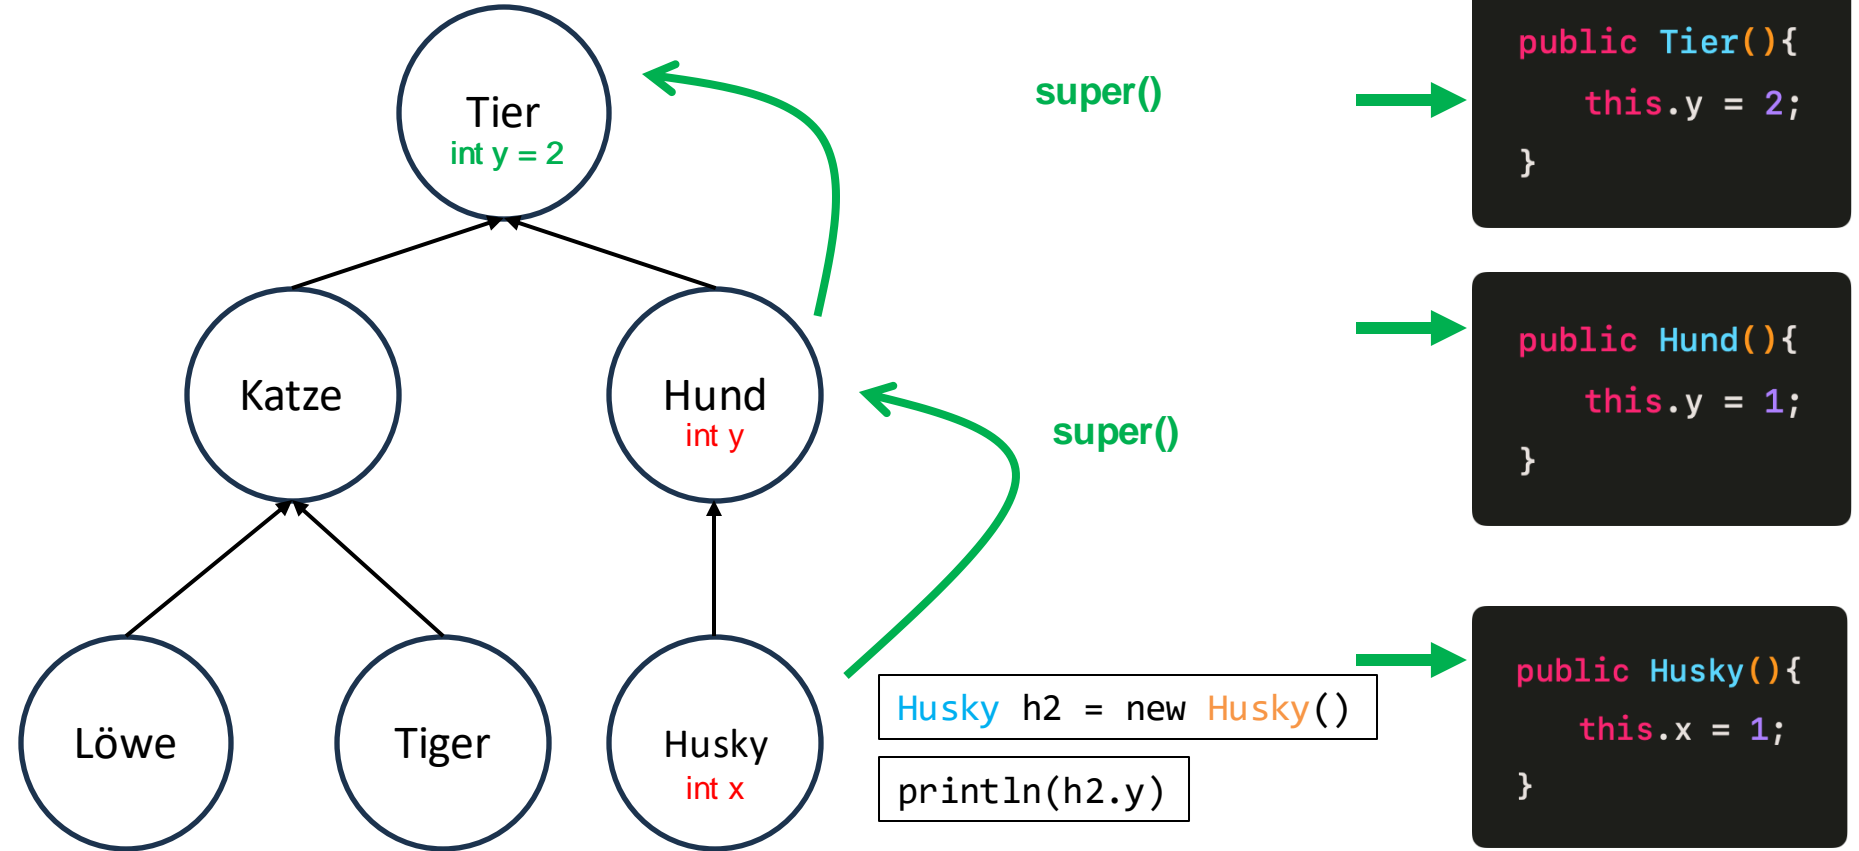 Tier
int y = 2
super()
public Tier(){
this.y = 2;
}
Katze
Hund
int y
super()
public Hund(){
this.y = 1;
}
Löwe
Tiger
Husky
int x
Husky h2 = new Husky()
println(h2.y)
public Husky(){
this.x = 1;
}